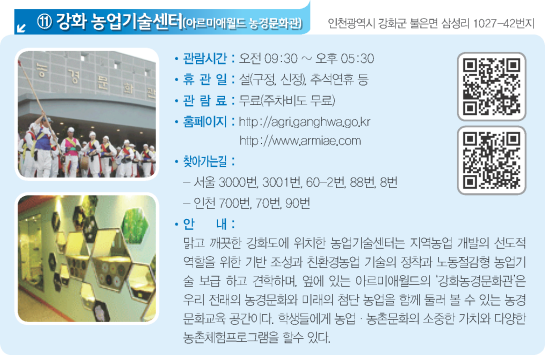 ⑪ 강화 농업기술센터(아르미애월드 농경문화관)
인천광역시 강화군 불은면 삼성리 1027-42번지
농경문화관
• 관람시간 : 오전 09:30 ~ 오후 05:30
• 휴 관 일 : 설(구정, 신정), 추석연휴 등
• 관 람 료 : 무료(주차비도 무료)
• 홈페이지 : http://agri.ganghwa.go.kr
http://www.armiae.com
• 찾아가는길 :
- 서울 3000번, 3001번, 60-2번, 88번, 8번
- 인천 700번, 70번, 90번
• 안 내 :
맑고 깨끗한 강화도에 위치한 농업기술센터는 지역농업 개발의 선도적
역할을 위한 기반 조성과 친환경농업 기술의 정착과 노동절감형 농업기
술 보급 하고 견학하며, 옆에 있는 아르미애월드의 '강화농경문화관'은
우리 전래의 농경문화와 미래의 첨단 농업을 함께 둘러 볼 수 있는 농경
문화교육 공간이다. 학생들에게 농업·농촌문화의 소중한 가치와 다양한
농촌체험프로그램을 할수 있다.